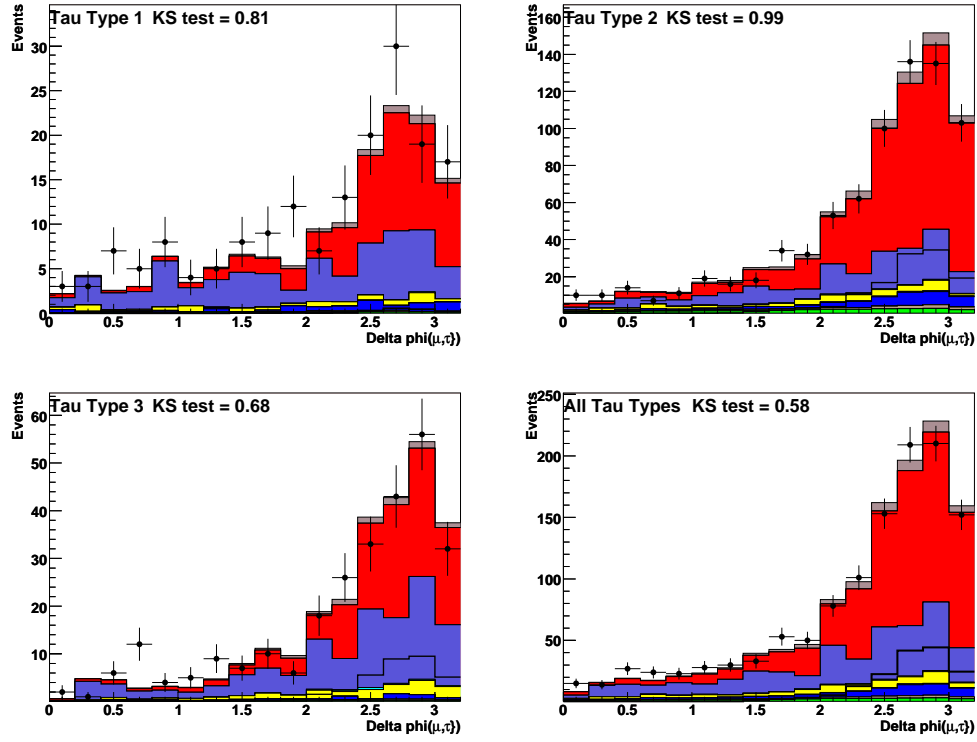 Tau Type 1 KS test = 0.81
Events
30
25
20
15
10
5
0
0 0.5 1 1.5 2 2.5 3
Delta phi(μ,τ})
Tau Type 2 KS test = 0.99
Events
160
140
120
100
80
60
40
20
0
0 0.5 1 1.5 2 2.5 3
Delta phi(μ,τ})
Tau Type 3 KS test = 0.68
Events
60
50
40
30
20
10
0 0.5 1 1.5 2 2.5 3
Delta phi(μ,τ})
All Tau Types KS test = 0.58
Events
250
200
150
100
50
0
0 0.5 1 1.5 2 2.5 3
Delta phi(μ,τ})